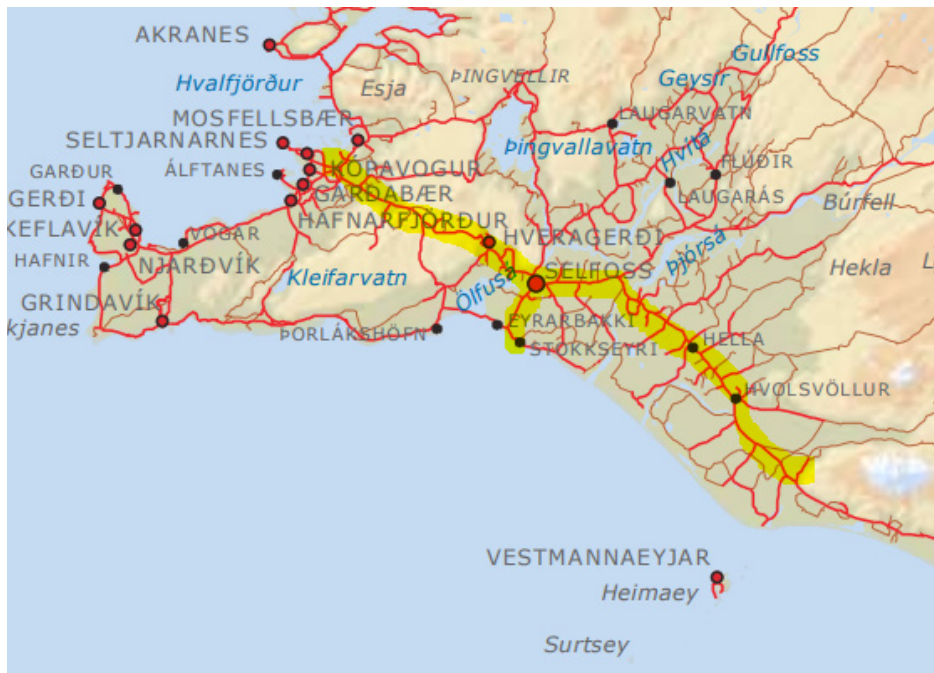 AKRANES
Gullfoss
ÞINGVELLIR
Geysir
Hvalfjörður
Esja
MOSFELLSBÆR
LAUGARVATN
SELTJARNARNES
Þingvallavatn
Hvítá
FLÚÐIR
ÁLFTANES
KÓPAVOGUR
GARÐUR
GARÐABÆR
LAUGARÁS
GERÐI
Búrfell
HAFNARFJÖRÐUR
KEFLAVÍK
VOGAR
HVERAGERÐI
Þjórsá
HAFNIR
NJARÐVÍK
Kleifarvatn
Ölfusá
SELFOSS
Hekla
GRINDAVÍK
kjanes
ÞORLÁKSHÖFN
EYRARBAKKI
STOKKSEYRI
HELLA
HVOLSVÖLLUR
VESTMANNAEYJAR
Heimaey
Surtsey